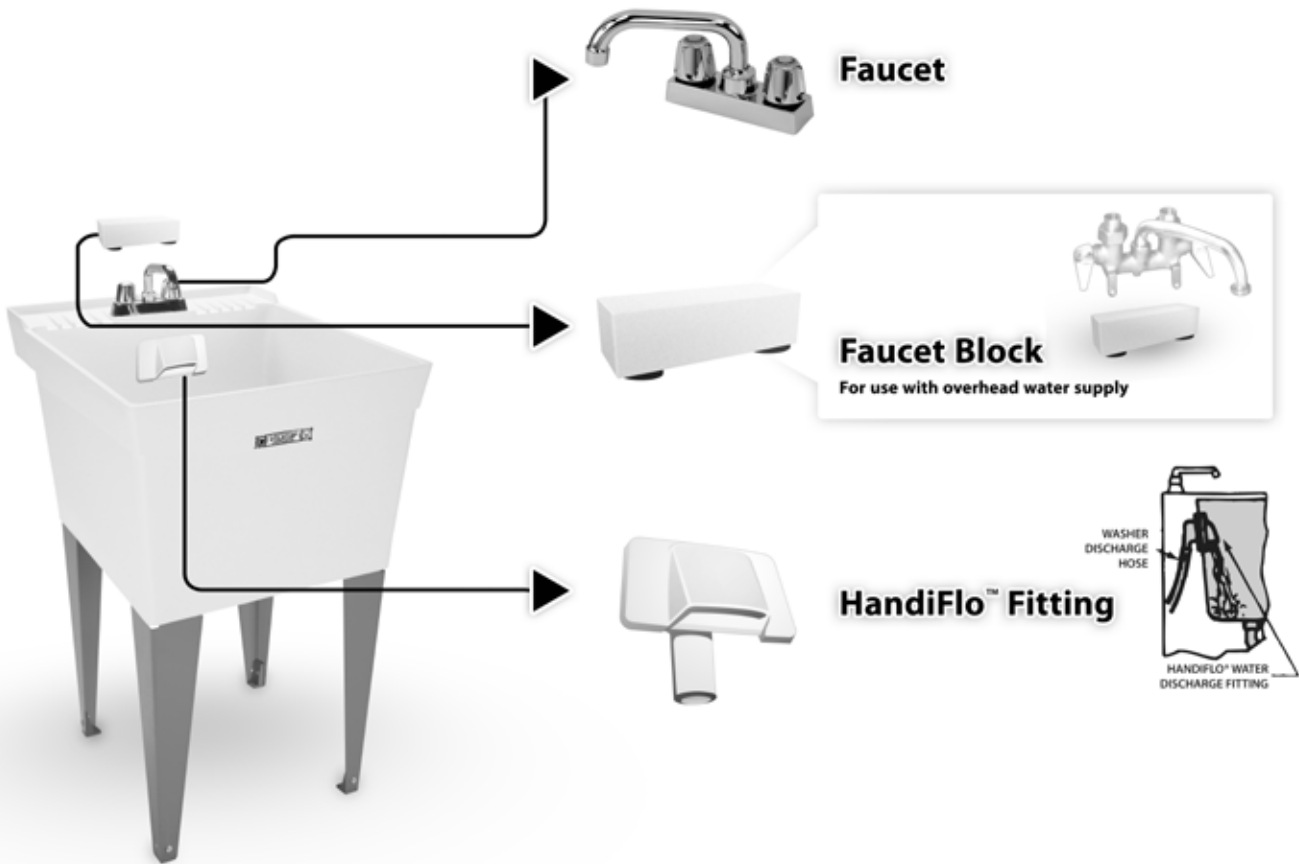 Faucet
Faucet Block
For use with overhead water supply
HandiFlo™ Fitting
WASHER
DISCHARGE
HOSE
HANDIFLO® WATER
DISCHARGE FITTING